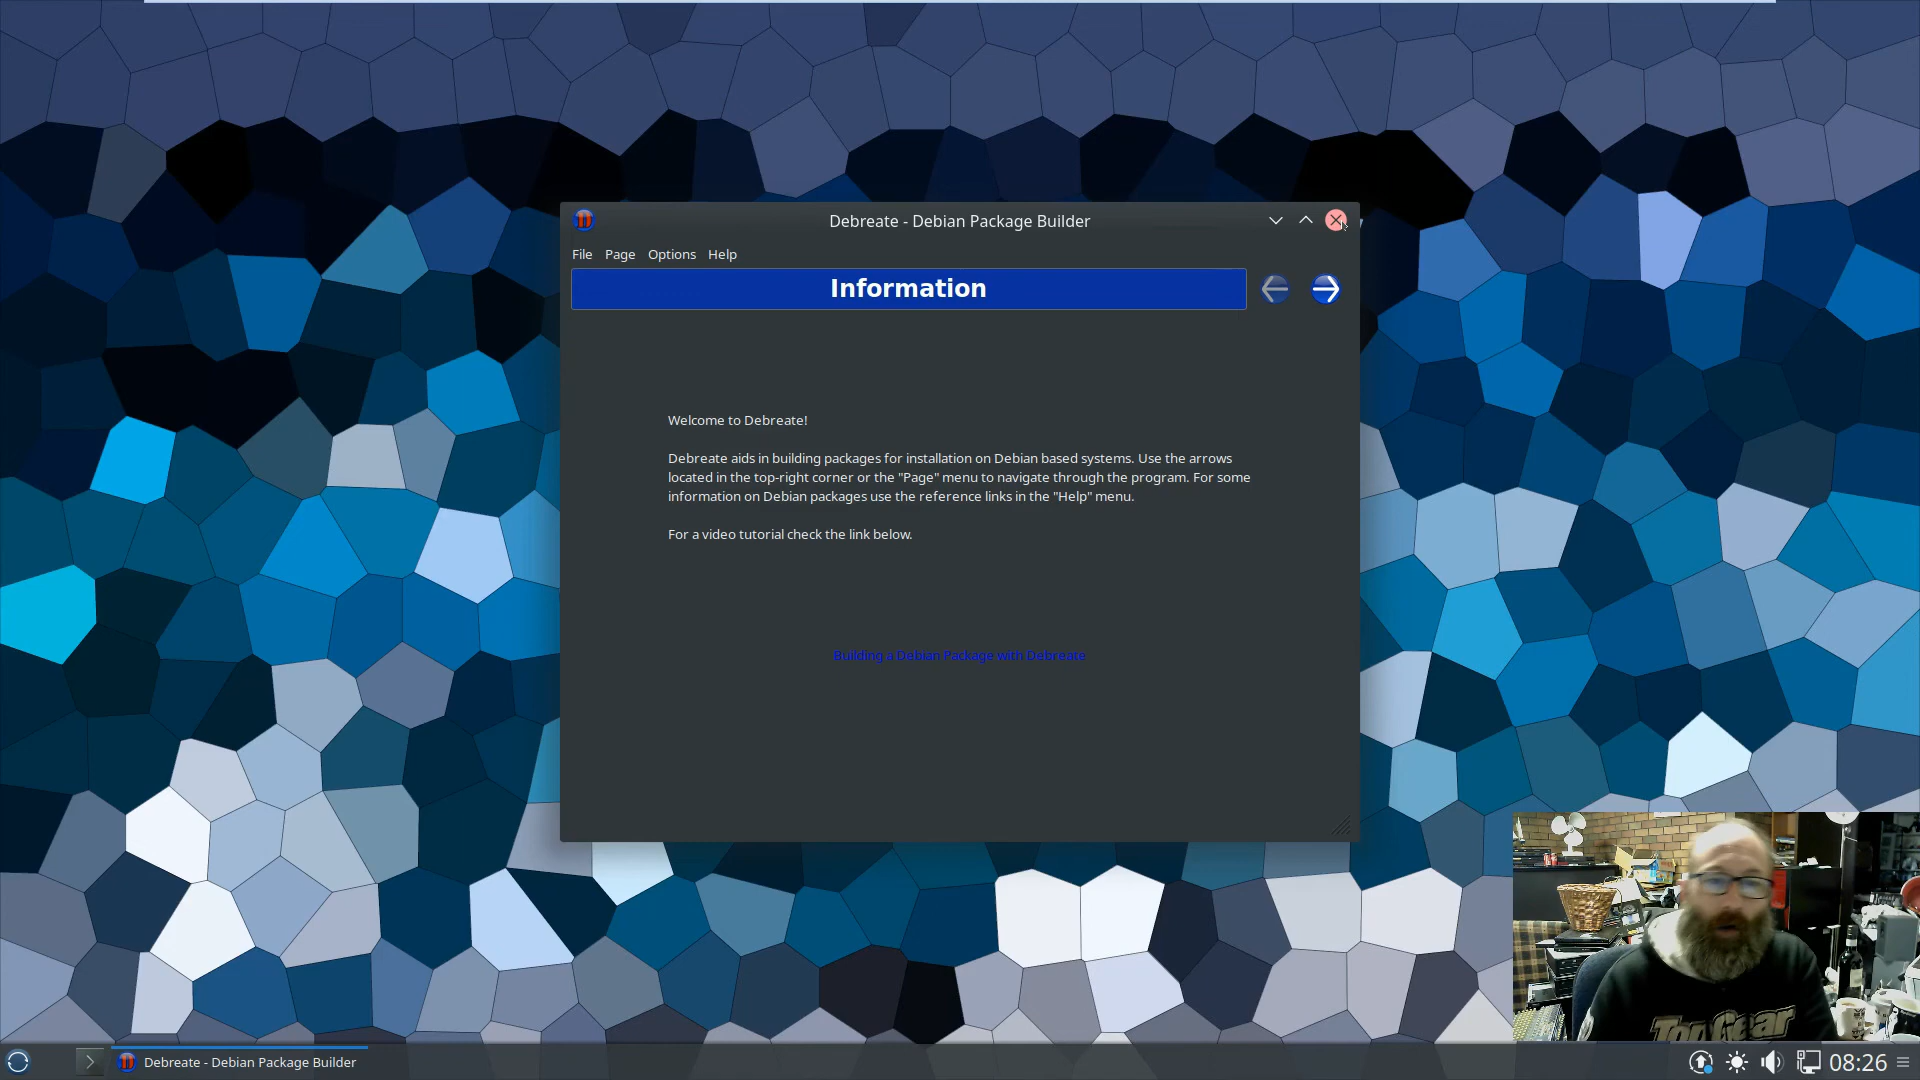 Debreate - Debian Package Builder
File Page Options Help
Information
Welcome to Debreate!
Debreate aids in building packages for installation on Debian based systems. Use the arrows
located in the top-right corner or the "Page" menu to navigate through the program. For some
information on Debian packages use the reference links in the "Help" menu.
For a video tutorial check the link below.
Building a Debian Package with Debreate
Top Gear
Debreate - Debian Package Builder
08:26